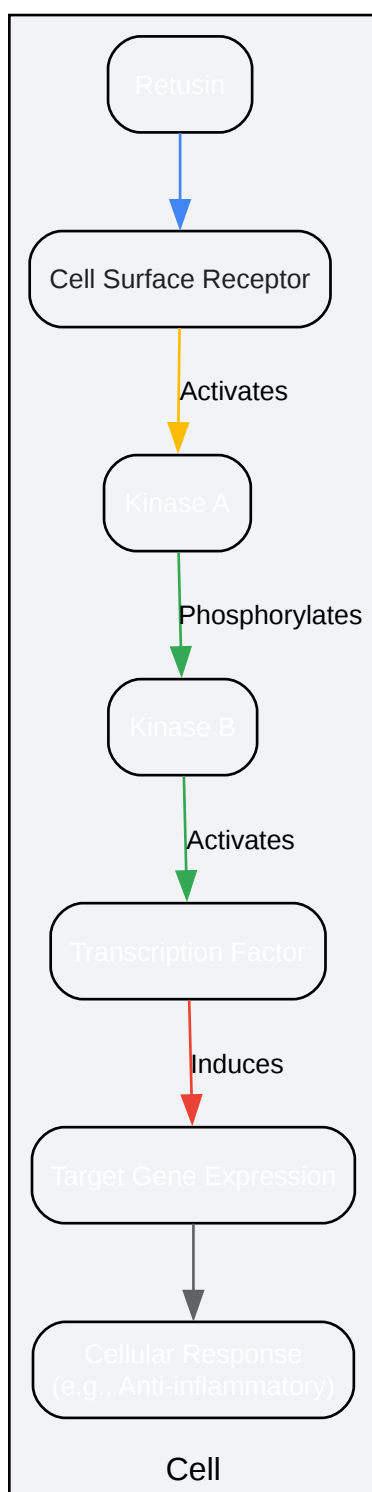 Retusin
Cell Surface Receptor
Activates
Kinase A
Phosphorylates
Kinase B
Activates
Transcription Factor
Induces
Target Gene Expression
Cellular Response
(e.g., Anti-inflammatory)
Cell